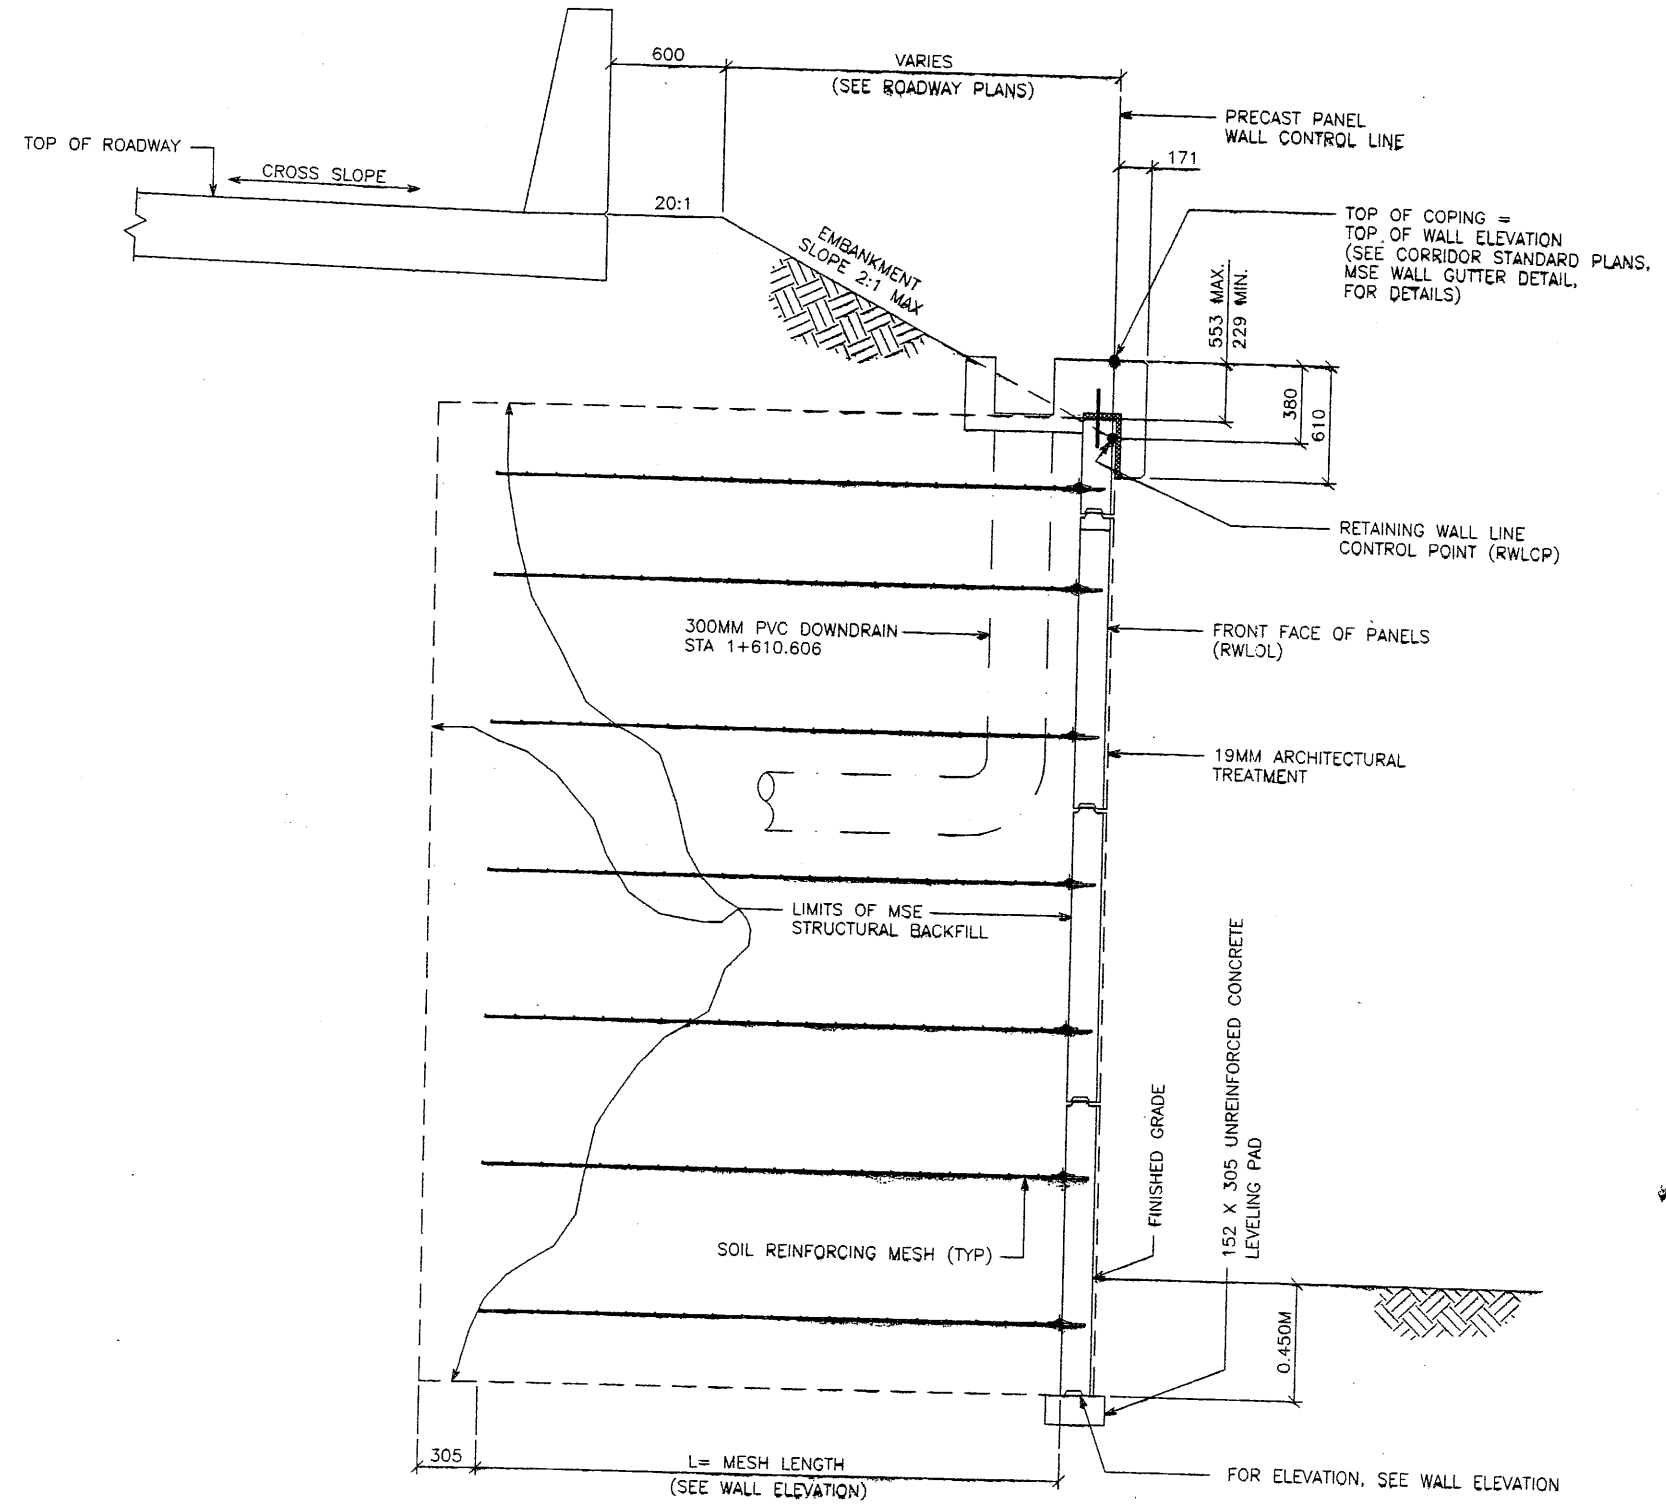 600
VARIES
(SEE ROADWAY PLANS)
PRECAST PANEL
WALL CONTROL LINE
TOP OF ROADWAY
CROSS SLOPE
171
20:1
TOP OF COPING =
TOP OF WALL ELEVATION
(SEE CORRIDOR STANDARD PLANS,
MSE WALL GUTTER DETAIL,
FOR DETAILS)
EMBANKMENT
SLOPE 2:1 MAX
553 MAX.
229 MIN.
380
610
RETAINING WALL LINE
CONTROL POINT (RWLCP)
300MM PVC DOWNDRAIN
STA 1+610.606
FRONT FACE OF PANELS
(RWLOL)
19MM ARCHITECTURAL
TREATMENT
LIMITS OF MSE
STRUCTURAL BACKFILL
FINISHED GRADE
152 X 305 UNREINFORCED CONCRETE
LEVELING PAD
SOIL REINFORCING MESH (TYP)
0.450M
305
L= MESH LENGTH
(SEE WALL ELEVATION)
FOR ELEVATION, SEE WALL ELEVATION